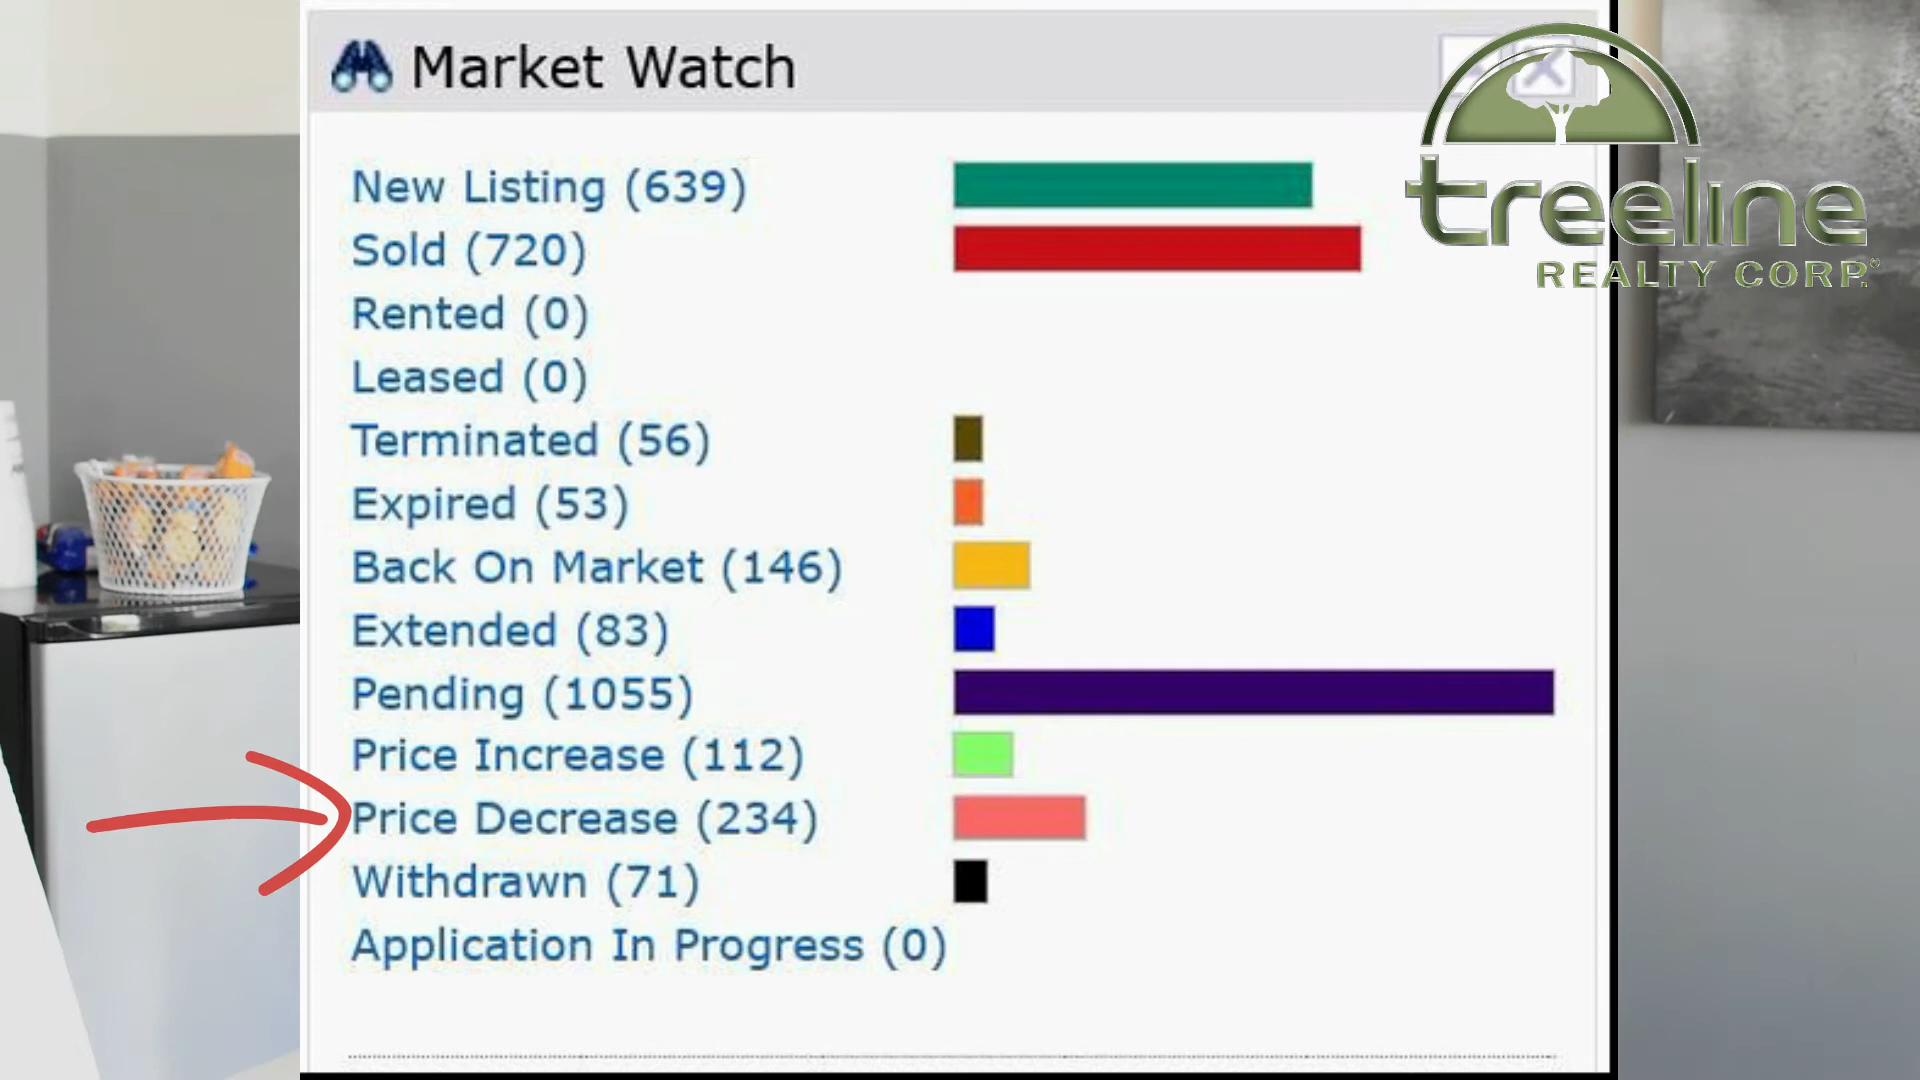 Market Watch
New Listing (639)
Sold (720)
Rented (0)
Leased (0)
Terminated (56)
Expired (53)
Back On Market (146)
Extended (83)
Pending (1055)
Price Increase (112)
Price Decrease (234)
Withdrawn (71)
Application In Progress (0)
treeline
REALTY CORP.